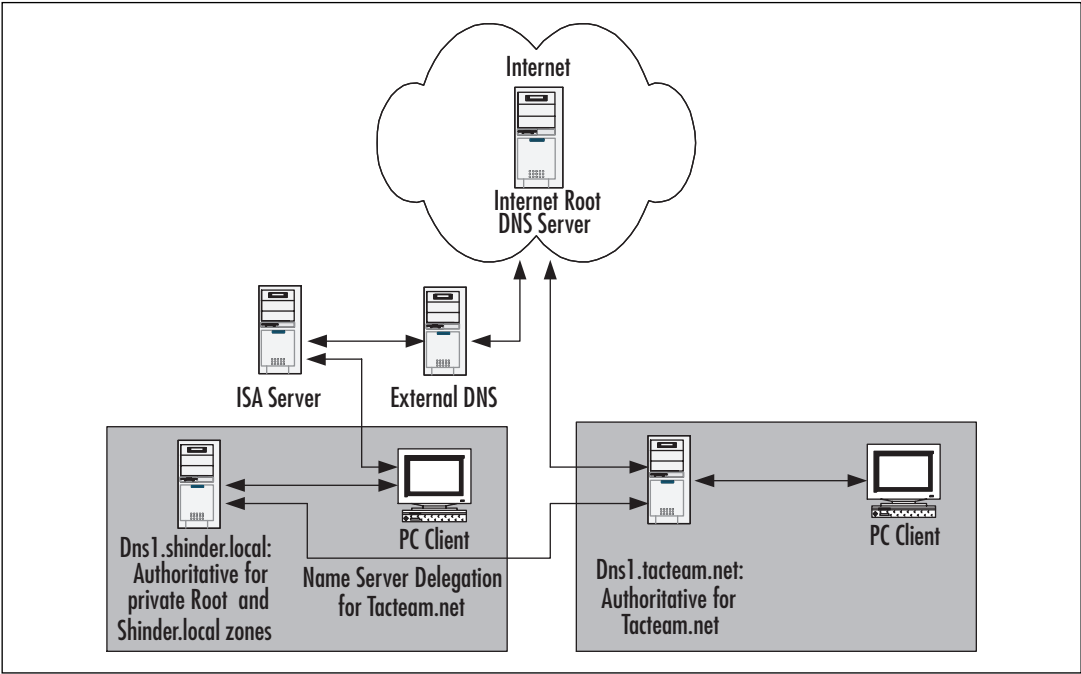 Internet
Internet Root
DNS Server
ISA Server
External DNS
PC Client
Dns1.shinder.local:
Authoritative for
private Root and
Shinder.local zones
Name Server Delegation
for Tacteam.net
PC Client
Dns1.tacteam.net:
Authoritative for
Tacteam.net